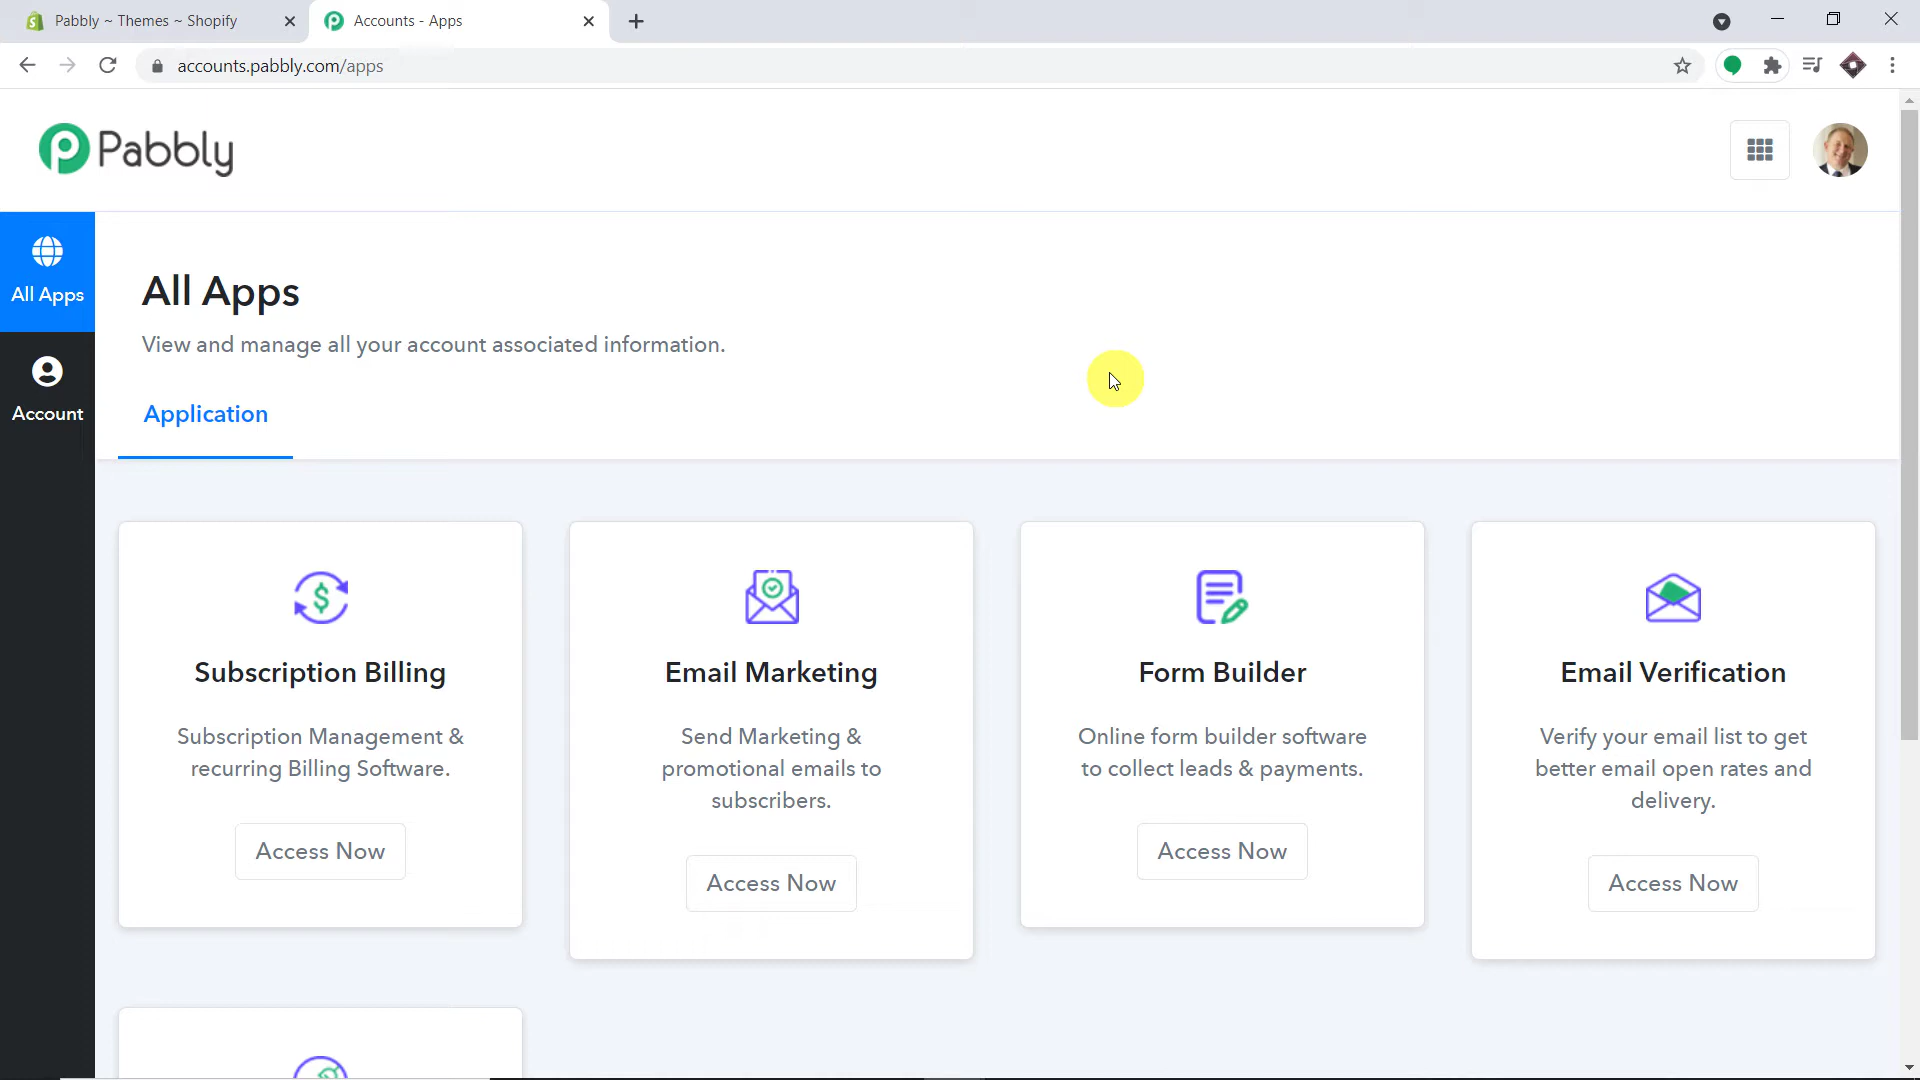 Pabbly ~ Themes ~ Shopify
Accounts - Apps
accounts.pabbly.com/apps
Pabbly
All Apps
Account
All Apps
View and manage all your account associated information.
Application
Subscription Billing
Subscription Management &
recurring Billing Software.
Access Now
Email Marketing
Send Marketing &
promotional emails to
subscribers.
Access Now
Form Builder
Online form builder software
to collect leads & payments.
Access Now
Email Verification
Verify your email list to get
better email open rates and
delivery.
Access Now